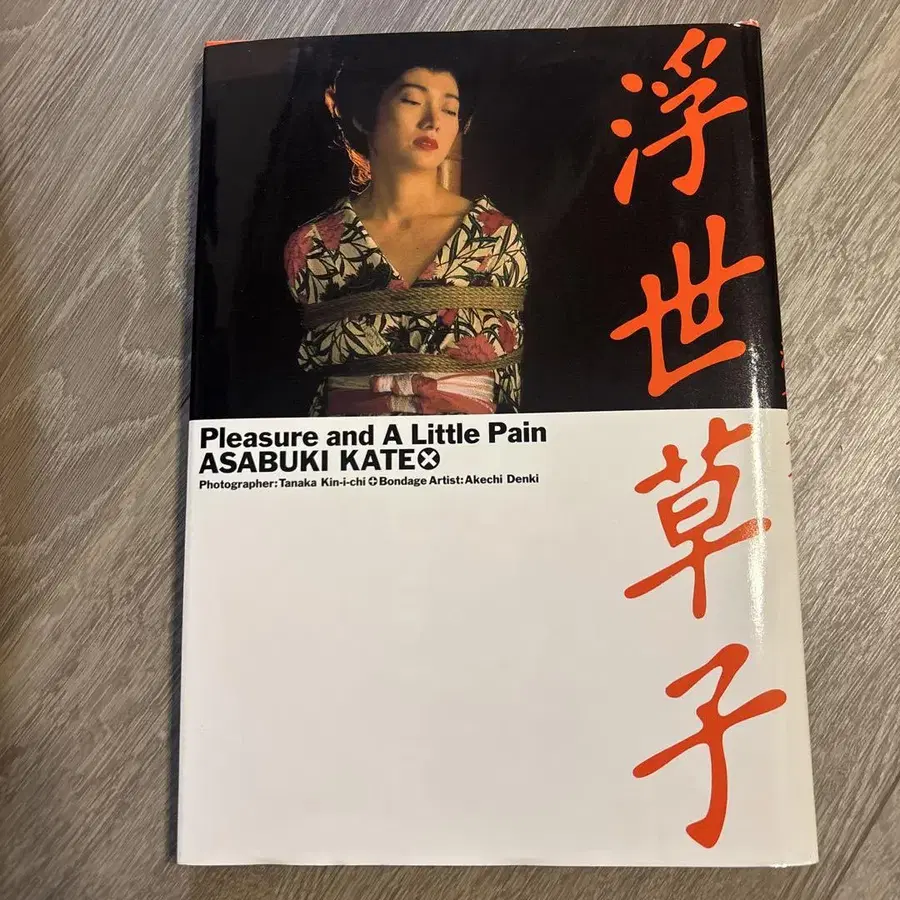 浮世草子
Pleasure and A Little Pain
ASABUKI KATE
Photographer:Tanaka Kin-i-chi✚Bondage Artist:Akechi Denki